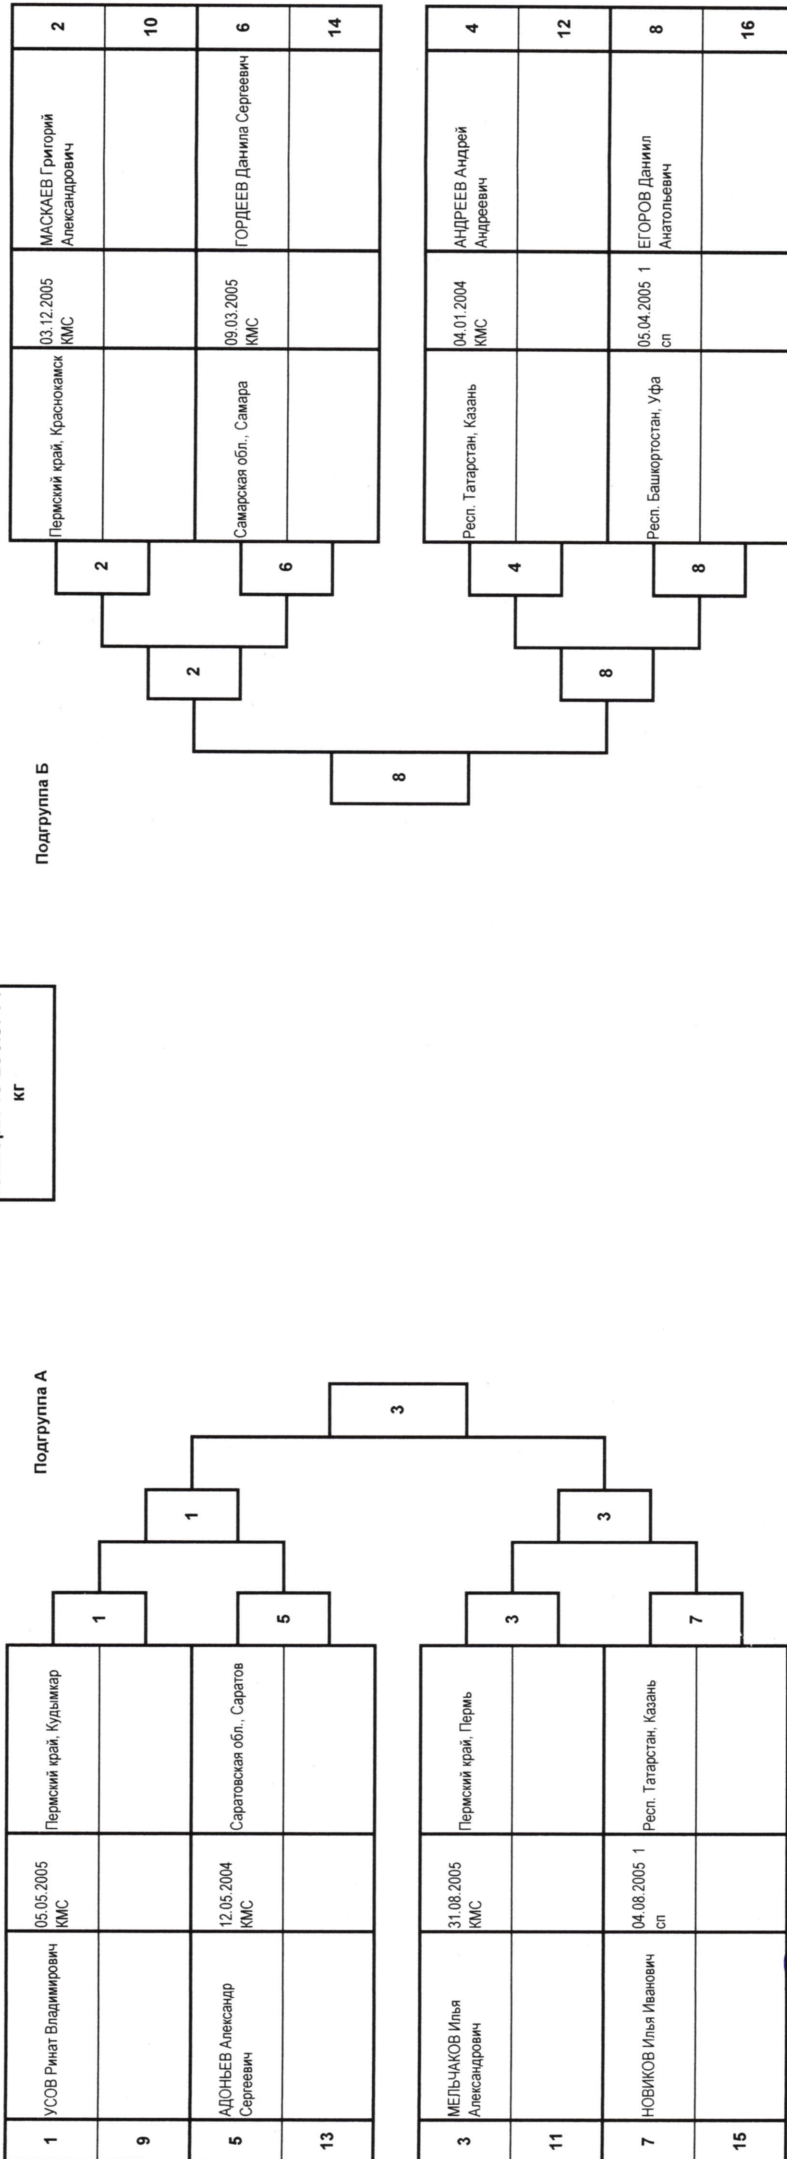 кг
Подгруппа А
1
УСОВ Ринат Владимирович
05.05.2005
КМС
Пермский край, Кудымкар
9
5
АДОНЬЕВ Александр
Сергеевич
12.05.2004
КМС
Саратовская обл., Саратов
13
1
5
1
3
3
МЕЛЬЧАКОВ Илья
Александрович
31.08.2005
КМС
Пермский край, Пермь
11
7
НОВИКОВ Илья Иванович
04.08.2005 1
сп
Респ. Татарстан, Казань
15
3
7
3
Подгруппа Б
Пермский край, Краснокамск
03.12.2005
КМС
МАСКАЕВ Григорий
Александрович
2
10
Самарская обл., Самара
09.03.2005
КМС
ГОРДЕЕВ Данила Сергеевич
6
14
2
6
2
8
Респ. Татарстан, Казань
04.01.2004
КМС
АНДРЕЕВ Андрей
Андреевич
4
12
Респ. Башкортостан, Уфа
05.04.2005 1
сп
ЕГОРОВ Даниил
Анатольевич
8
16
4
8
8